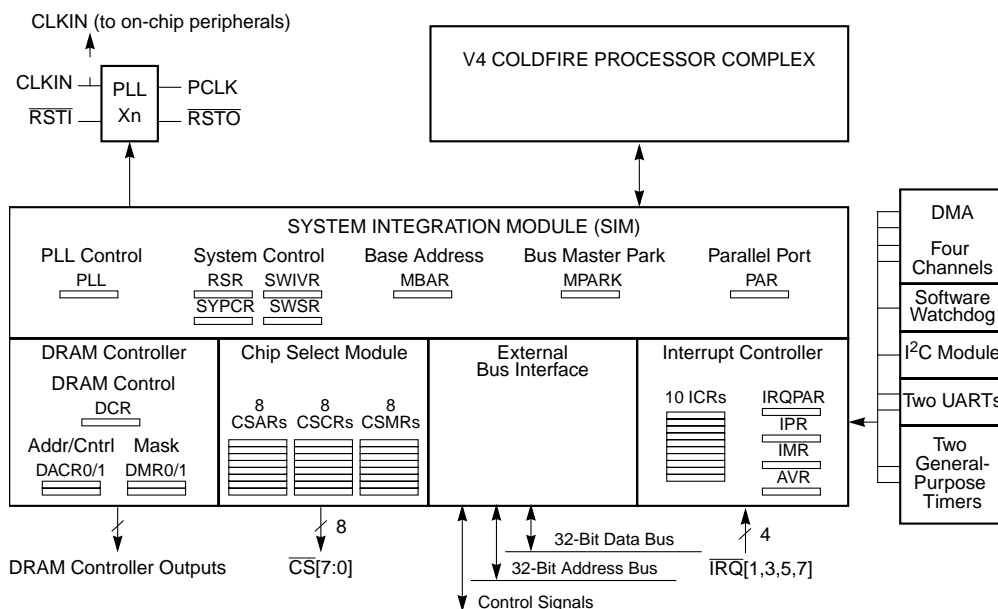 CLKIN (to on-chip peripherals)
CLKIN
PLL
Xn
PCLK
RSTI
RSTO
V4 COLDFIRE PROCESSOR COMPLEX
SYSTEM INTEGRATION MODULE (SIM)
PLL Control
PLL
System Control
RSR
SWIVR
SYPCR
SWSR
Base Address
MBAR
Bus Master Park
MPARK
Parallel Port
PAR
DRAM Controller
DRAM Control
DCR
Addr/Cntrl
DACR0/1
Mask
DMR0/1
Chip Select Module
8
CSARs
8
CSCRs
8
CSMRs
External
Bus Interface
Interrupt Controller
10 ICRs
IRQPAR
IPR
IMR
AVR
DMA
Four
Channels
Software
Watchdog
I2C Module
Two UARTs
Two
General-
Purpose
Timers
DRAM Controller Outputs
8
CS[7:0]
32-Bit Data Bus
32-Bit Address Bus
Control Signals
4
IRQ[1,3,5,7]